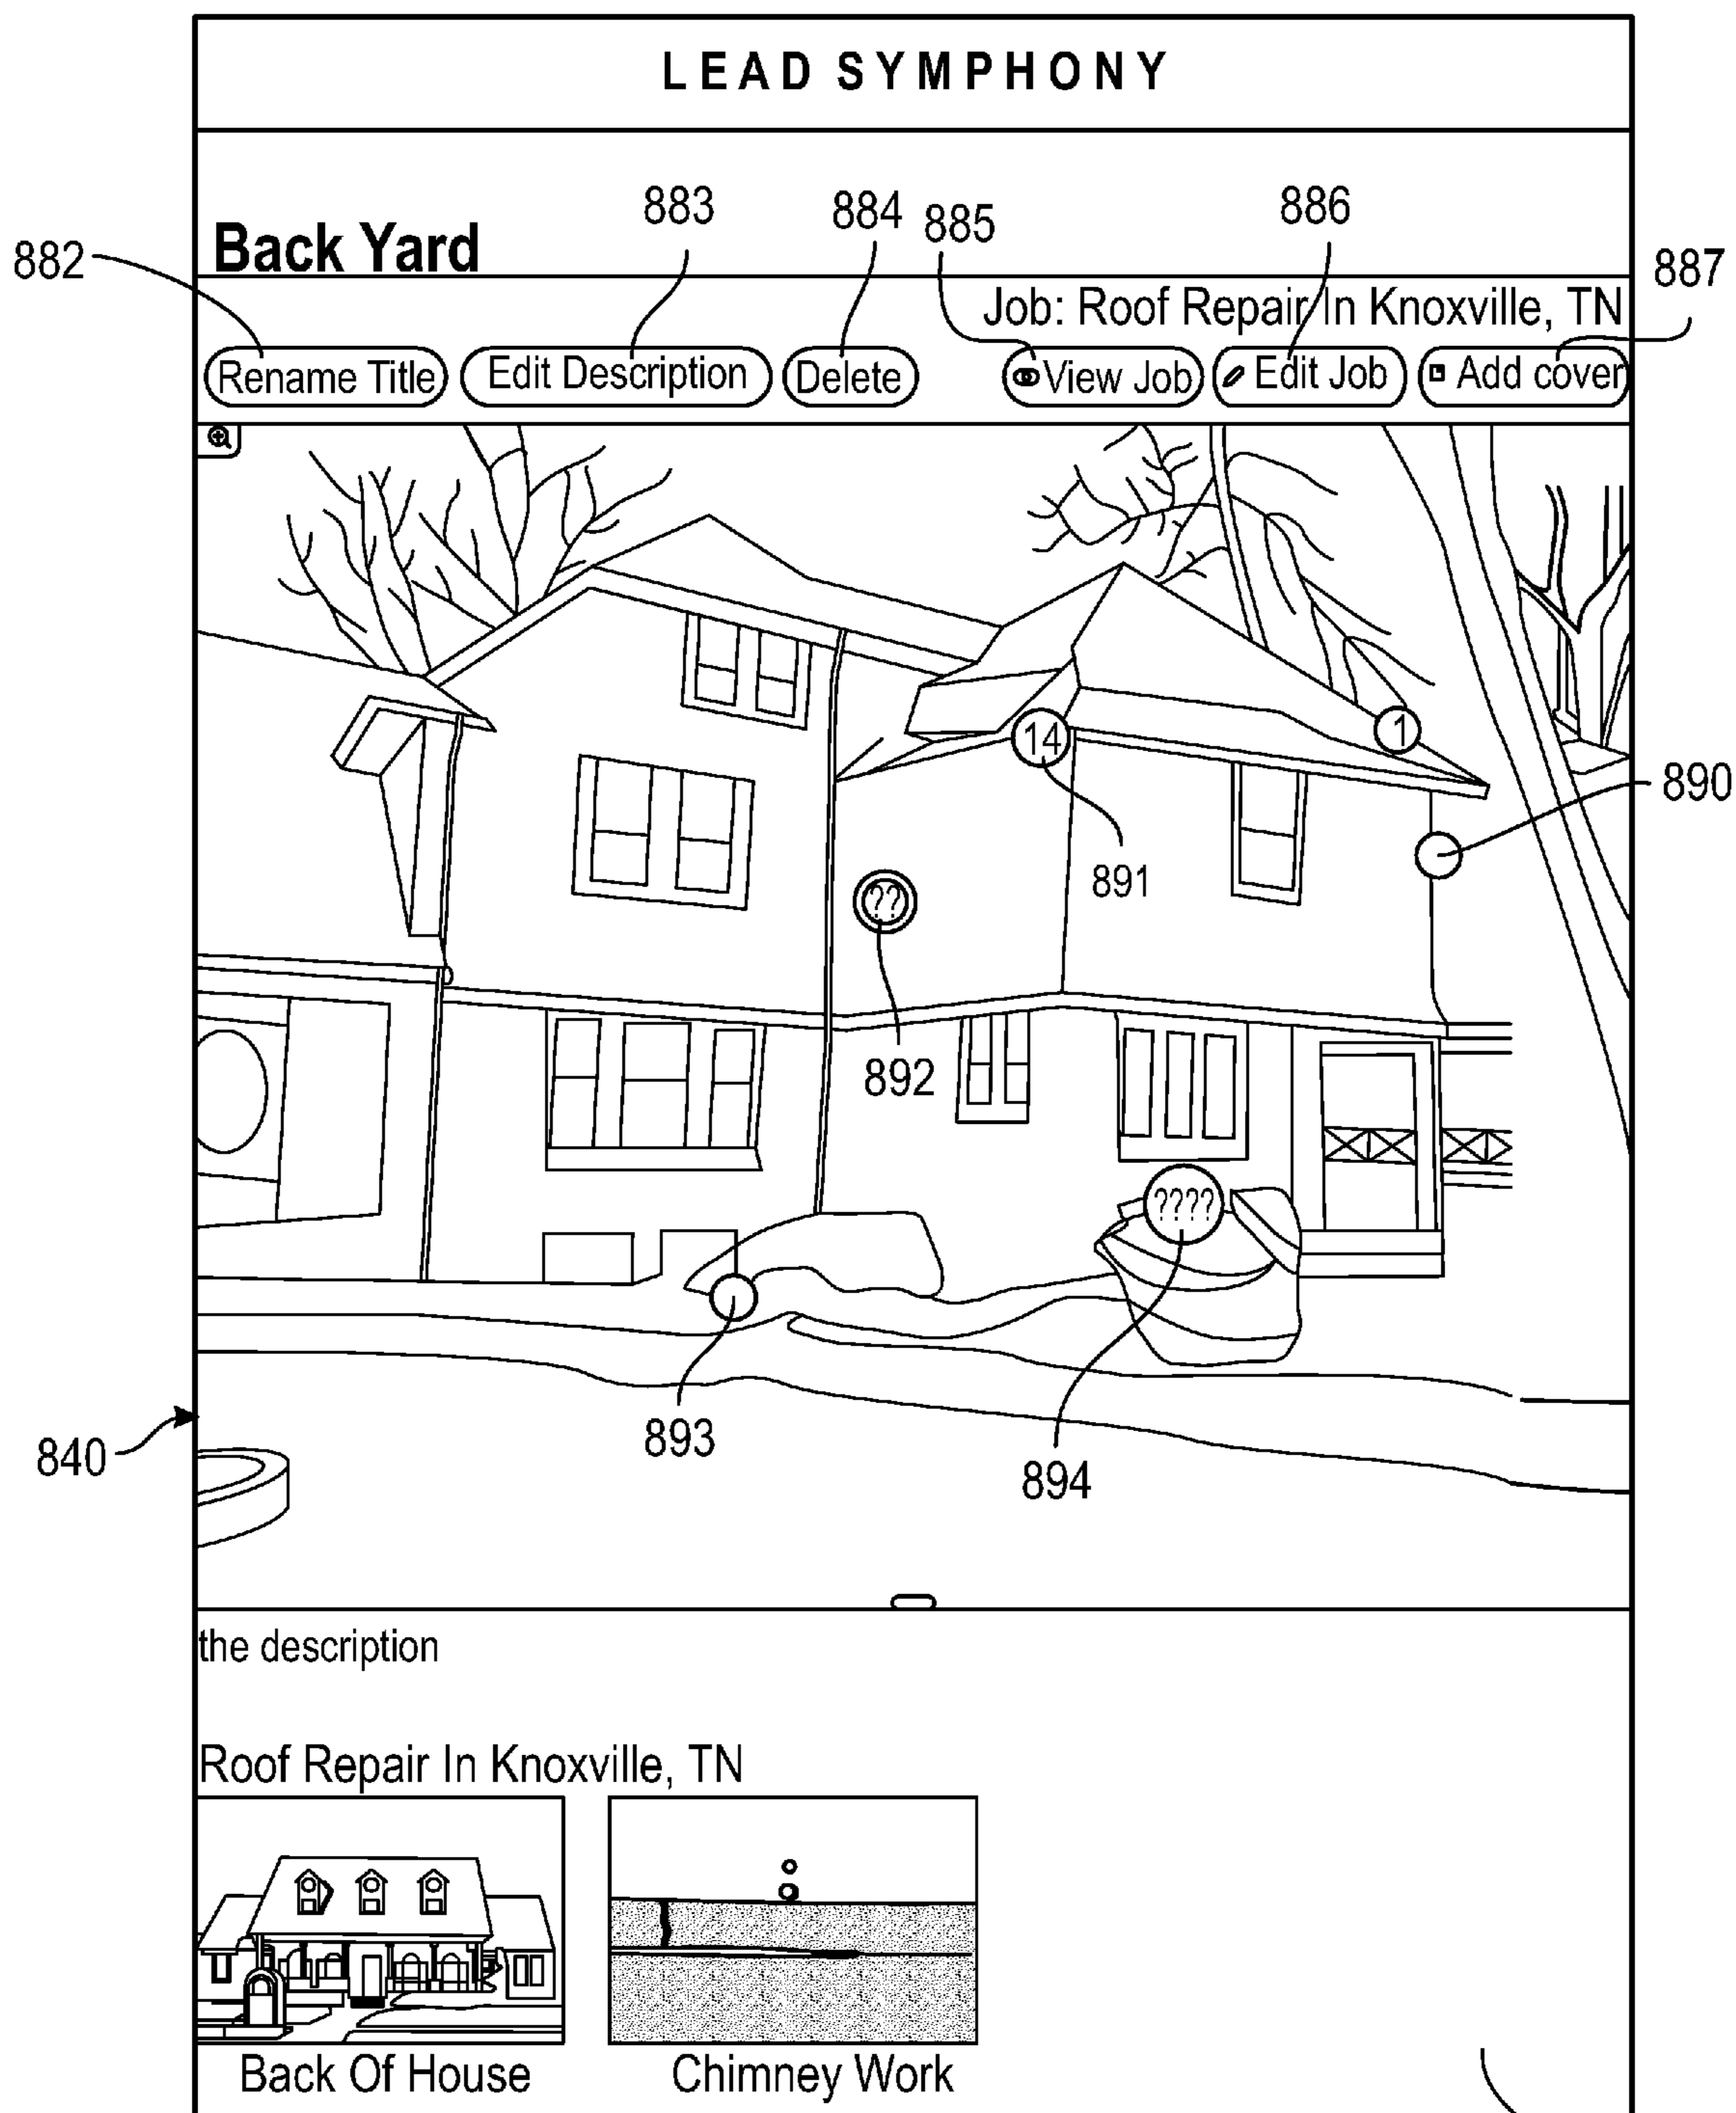 LEAD SYMPHONY
883
884
885
886
882
Back Yard
887
Job: Roof Repair In Knoxville, TN
Rename Title
Edit Description
Delete
View Job
Edit Job
Add cover
14
1
890
891
??
892
????
893
840
894
the description
Roof Repair In Knoxville, TN
Back Of House
Chimney Work